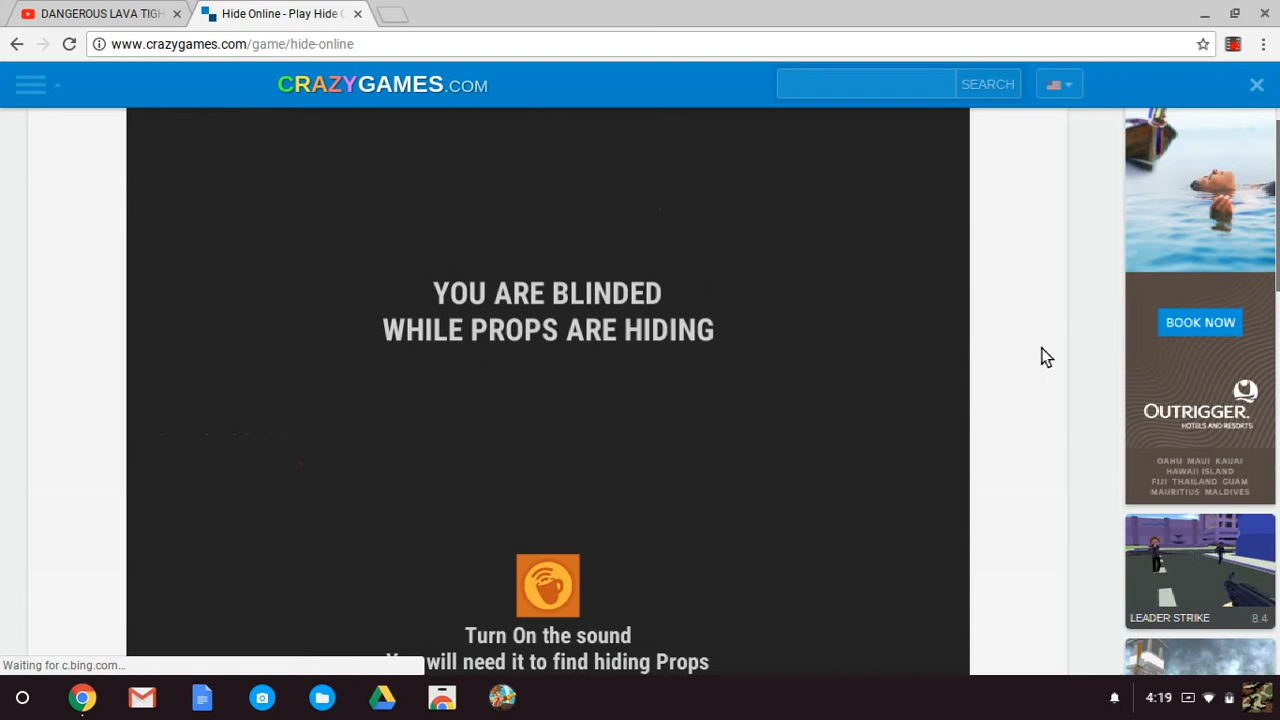 DANGEROUS LAVA TIGH
Hide Online - Play Hide O
www.crazygames.com/game/hide-online
CRAZYGAMES.COM
SEARCH
YOU ARE BLINDED
WHILE PROPS ARE HIDING
BOOK NOW
OUTRIGGER.
HOTELS AND RESORTS
OAHU MAUI KAUAI
HAWAII ISLAND
FIJI THAILAND GUAM
MAURITIUS MALDIVES
LEADER STRIKE 8.4
Turn On the sound
will need it to find hiding Props
Waiting for c.bing.com...
4:19